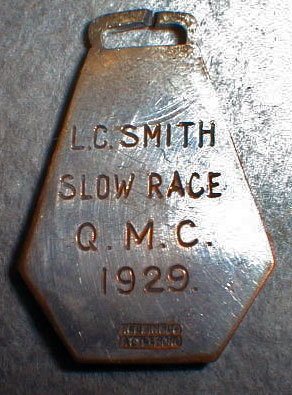 L.C. SMITH
SLOW RACE
Q. M. C.
1929.